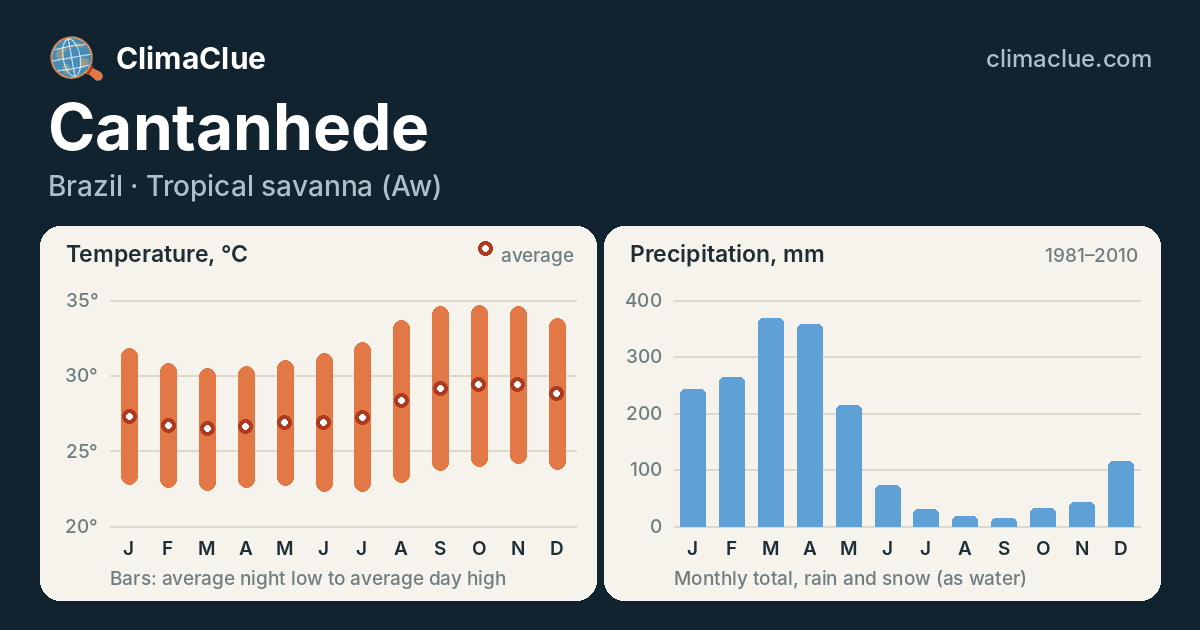 ClimaClue
climaclue.com
Cantanhede
Brazil · Tropical savanna (Aw)
Temperature, °C
average
35°
30°
25°
20°
J F M A M J J A S O N D
Bars: average night low to average day high
Precipitation, mm
1981–2010
400
300
200
100
0
J F M A M J J A S O N D
Monthly total, rain and snow (as water)